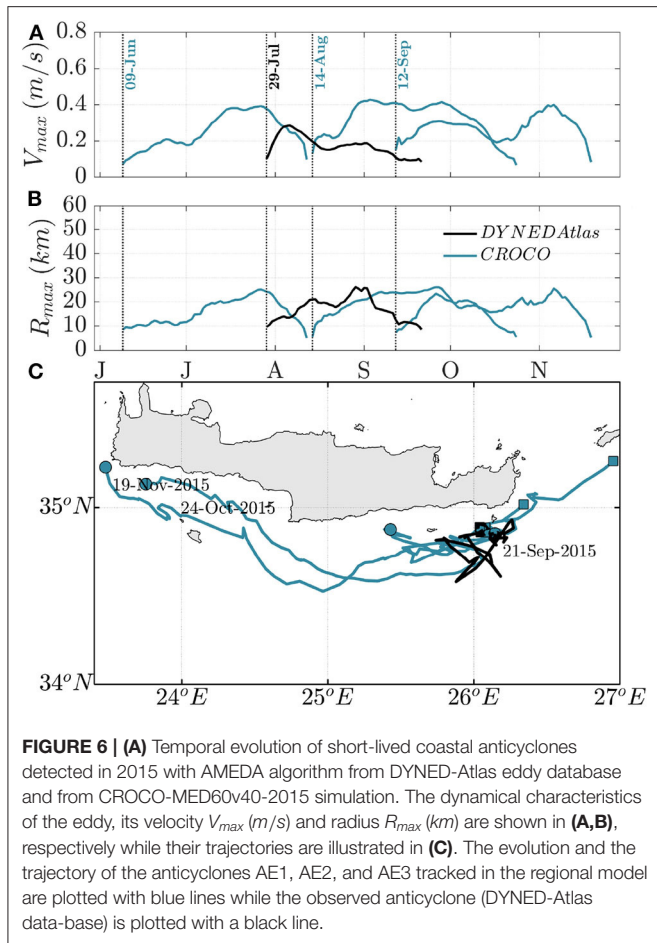 A
V_max (m/s)
0.8
0.6
0.4
0.2
0
09-Jun
29-Jul
14-Aug
12-Sep
B
R_max (km)
60
50
40
30
20
10
0
DYNEDAtlas
CROCO
J J A S O N
C
35°N
34°N
19-Nov-2015
24-Oct-2015
21-Sep-2015
24°E 25°E 26°E 27°E
FIGURE 6 | (A) Temporal evolution of short-lived coastal anticyclones
detected in 2015 with AMEDA algorithm from DYNED-Atlas eddy database
and from CROCO-MED60v40-2015 simulation. The dynamical characteristics
of the eddy, its velocity V_max (m/s) and radius R_max (km) are shown in (A,B),
respectively while their trajectories are illustrated in (C). The evolution and the
trajectory of the anticyclones AE1, AE2, and AE3 tracked in the regional model
are plotted with blue lines while the observed anticyclone (DYNED-Atlas
data-base) is plotted with a black line.